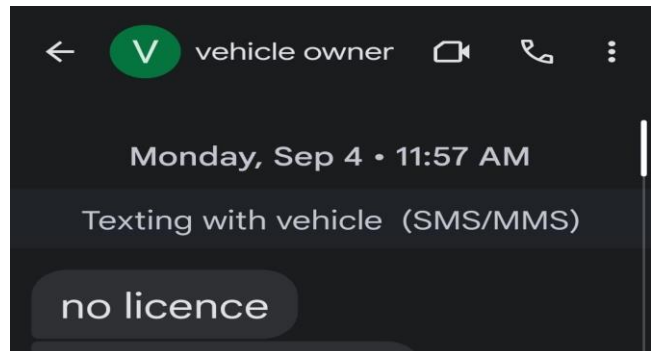 V vehicle owner
Monday, Sep 4 • 11:57 AM
Texting with vehicle (SMS/MMS)
no licence